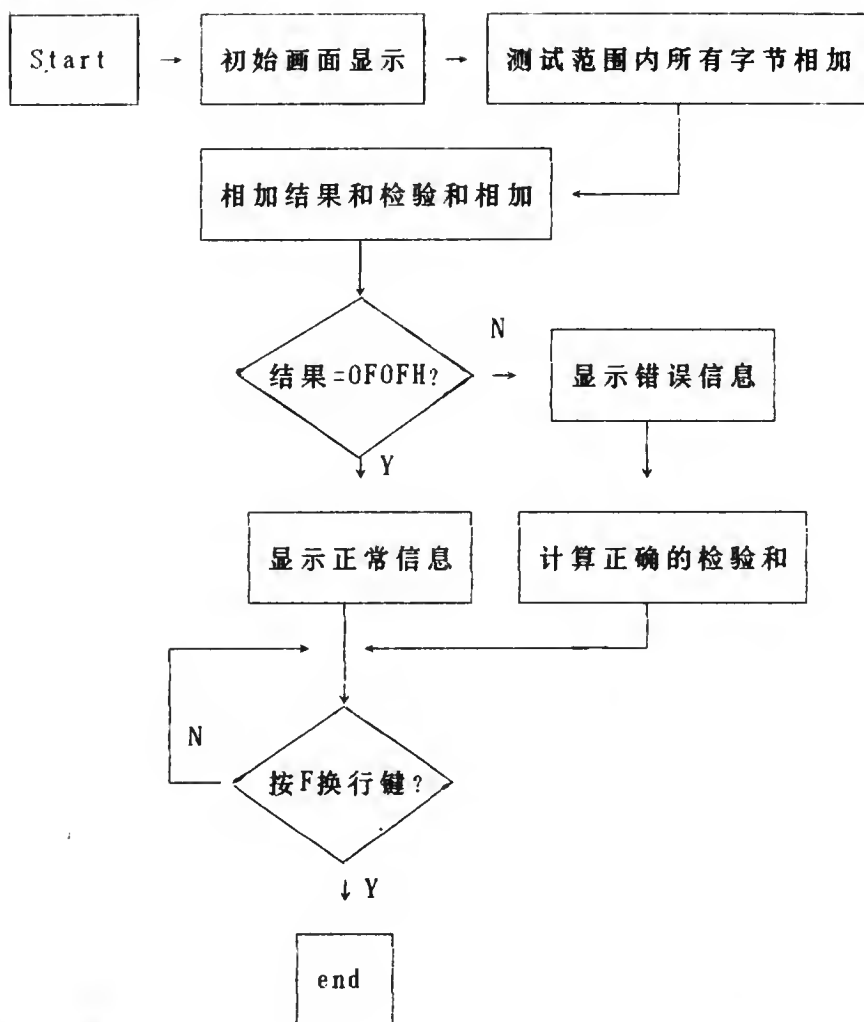 Start
初始画面显示
测试范围内所有字节相加
相加结果和检验和相加
结果=0F0FH?
N
显示错误信息
Y
显示正常信息
计算正确的检验和
N
按F换行键?
Y
end